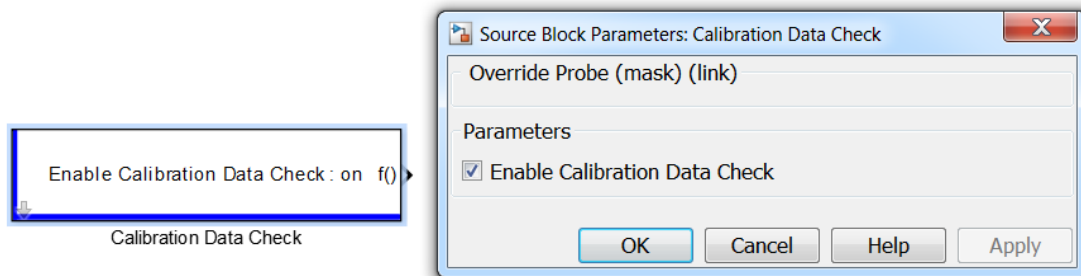 Source Block Parameters: Calibration Data Check
Override Probe (mask) (link)
Parameters
Enable Calibration Data Check
OK Cancel Help Apply
Enable Calibration Data Check : on f()
Calibration Data Check